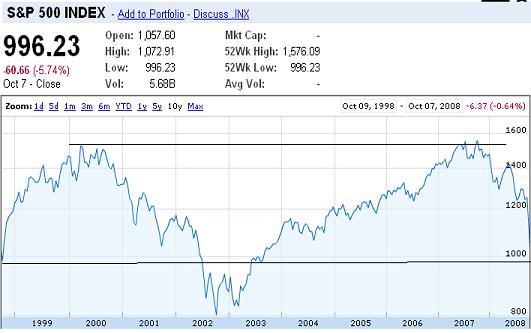 S&P 500 INDEX - Add to Portfolio - Discuss .INX
996.23
-60.66 (-5.74%)
Oct 7 - Close
Open: 1,057.60 Mkt Cap: -
High: 1,072.91 52Wk High: 1,576.09
Low: 996.23 52Wk Low: 996.23
Vol: 5.68B Avg Vol: -
Zoom: 1d 5d 1m 3m 6m YTD 1y 5y 10y Max Oct 09, 1998 - Oct 07, 2008 -6.37 (-0.64%)
1600
1400
1200
1000
800
1999 2000 2001 2002 2003 2004 2005 2006 2007 2008